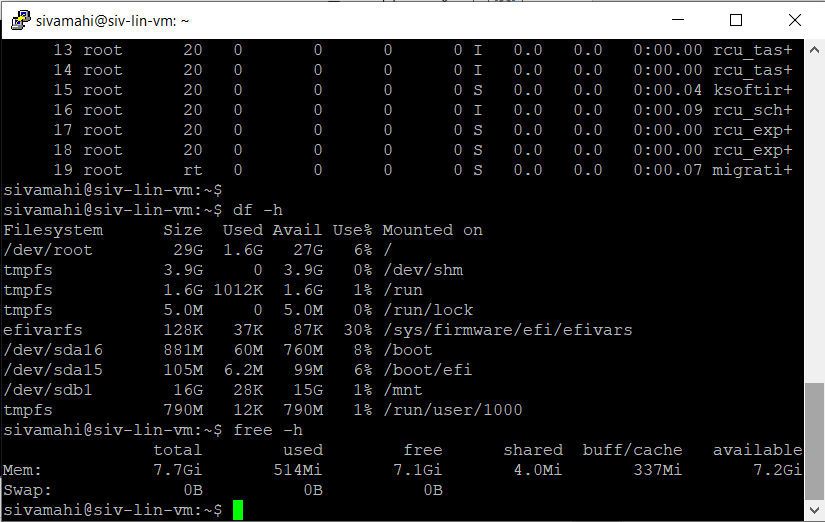 sivamahi@siv-lin-vm: ~
13 root 20 0 0 0 0 I 0.0 0.0 0:00.00 rcu_tas+
14 root 20 0 0 0 0 I 0.0 0.0 0:00.00 rcu_tas+
15 root 20 0 0 0 0 S 0.0 0.0 0:00.04 ksoftir+
16 root 20 0 0 0 0 I 0.0 0.0 0:00.09 rcu_sch+
17 root 20 0 0 0 0 S 0.0 0.0 0:00.00 rcu_exp+
18 root 20 0 0 0 0 S 0.0 0.0 0:00.00 rcu_exp+
19 root rt 0 0 0 0 S 0.0 0.0 0:00.07 migrati+
sivamahi@siv-lin-vm:~$
sivamahi@siv-lin-vm:~$ df -h
Filesystem Size Used Avail Use% Mounted on
/dev/root 29G 1.6G 27G 6% /
tmpfs 3.9G 0 3.9G 0% /dev/shm
tmpfs 1.6G 1012K 1.6G 1% /run
tmpfs 5.0M 0 5.0M 0% /run/lock
efivarfs 128K 37K 87K 30% /sys/firmware/efi/efivars
/dev/sda16 881M 60M 760M 8% /boot
/dev/sda15 105M 6.2M 99M 6% /boot/efi
/dev/sdb1 16G 28K 15G 1% /mnt
tmpfs 790M 12K 790M 1% /run/user/1000
sivamahi@siv-lin-vm:~$ free -h
total used free shared buff/cache available
Mem: 7.7Gi 514Mi 7.1Gi 4.0Mi 337Mi 7.2Gi
Swap: 0B 0B 0B
sivamahi@siv-lin-vm:~$